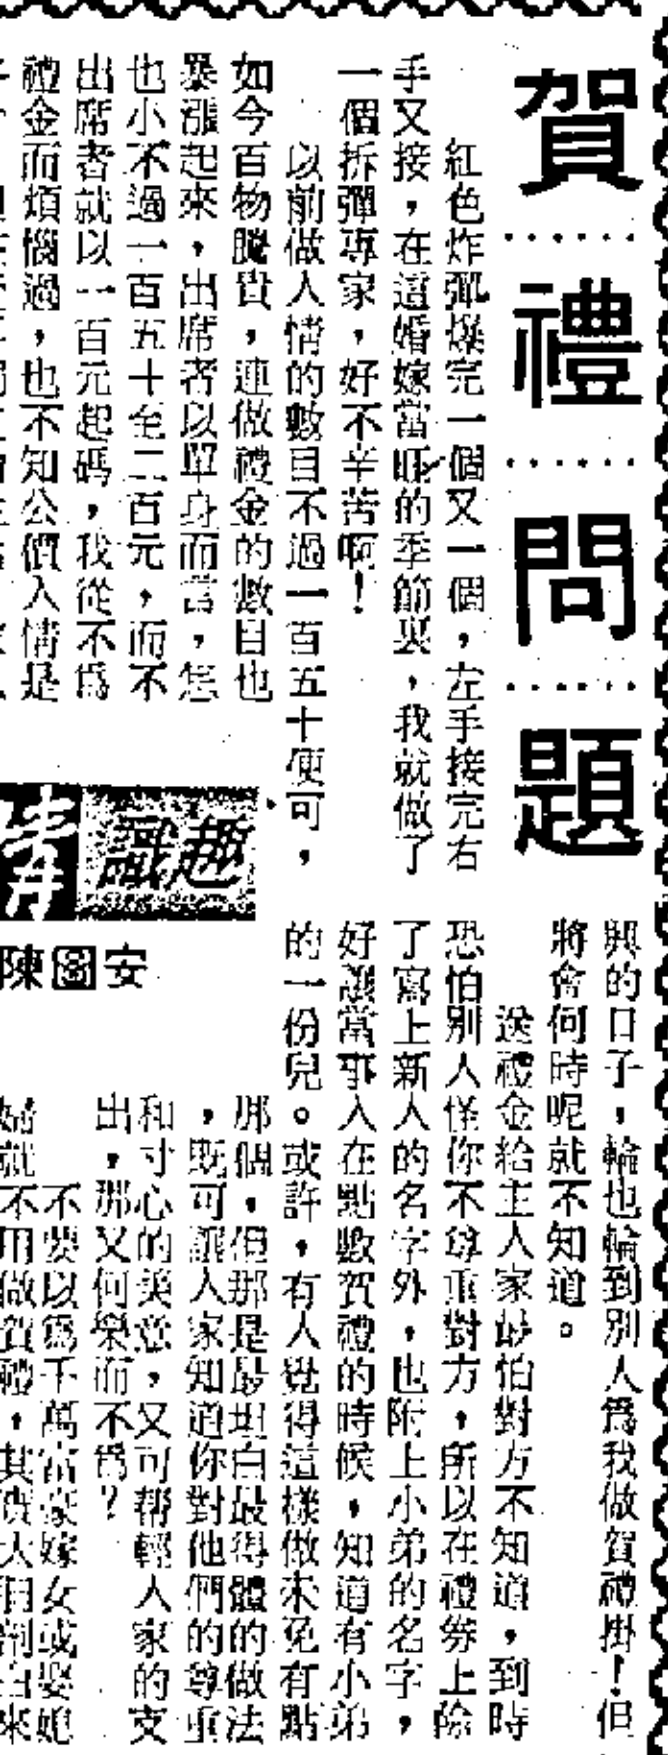 賀禮問題
紅色炸彈爆完一個又一個，左手接完右
手又接，在這婚嫁當旺的季節裏，我就做了
一個拆彈專家，好不辛苦啊！
以前做人情的數目不過一百五十便可，
如今百物騰貴，連做禮金的數目也
暴漲起來，出席者以單身而言，怎
也小不過一百五十至二百元，而不
出席者就以一百元起碼，我從不爲
禮金而煩惱過，也不知公價人情是
趣識
陳圖安
興的日子，輪也輪到別人爲我做賀禮掛！但
將會何時呢就不知道。
送禮金給主人家最怕對方不知道，到時
恐怕別人怪你不尊重對方，所以在禮券上除
了寫上新人的名字外，也附上小弟的名字，
好讓當事人在點數賀禮的時候，知道有小弟
的一份兒。或許，有人覺得這樣做未免有點
那個，但那是最坦白最得體的做法
，既可讓人家知道你對他們的尊重
和寸心的美意，又可帮輕人家的支
出，那又何樂而不爲？
不要以爲千萬富豪嫁女或娶媳
婦就不用做賀禮，其